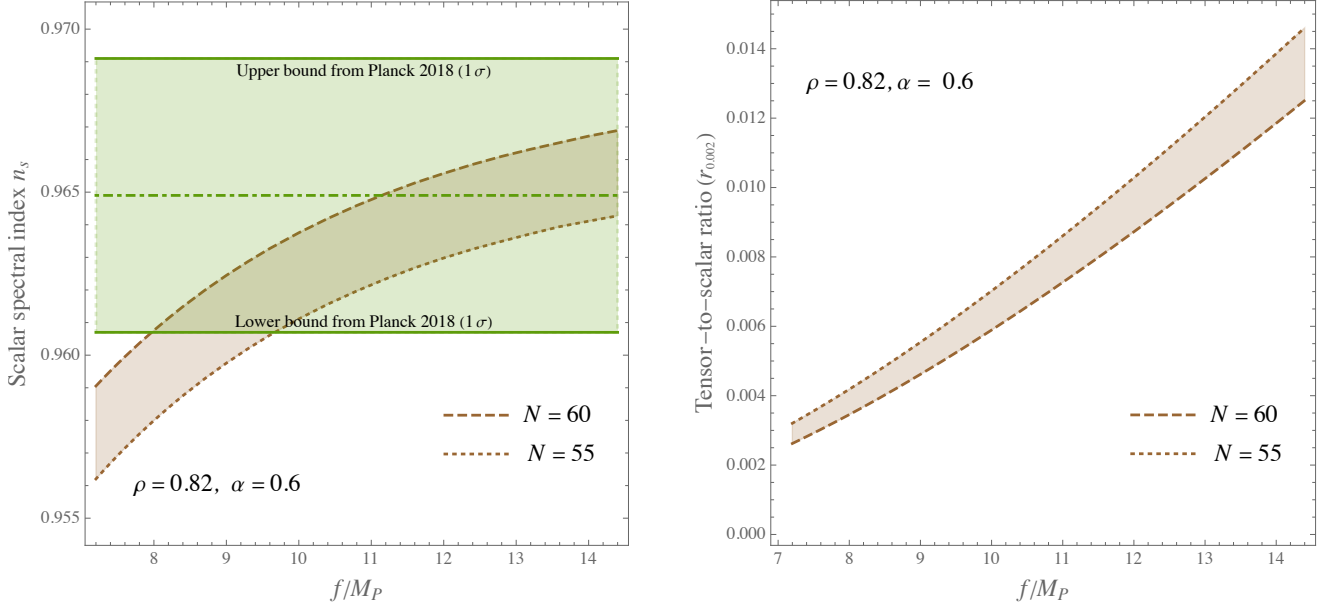 0.970
0.965
0.960
0.955
Scalar spectral index n_s
Upper bound from Planck 2018 (1 σ)
Lower bound from Planck 2018 (1 σ)
N = 60
N = 55
ρ = 0.82, α = 0.6
8 9 10 11 12 13 14
f/M_P
0.014
0.012
0.010
0.008
0.006
0.004
0.002
0.000
Tensor-to-scalar ratio (r_0.002)
ρ = 0.82, α = 0.6
N = 60
N = 55
7 8 9 10 11 12 13 14
f/M_P